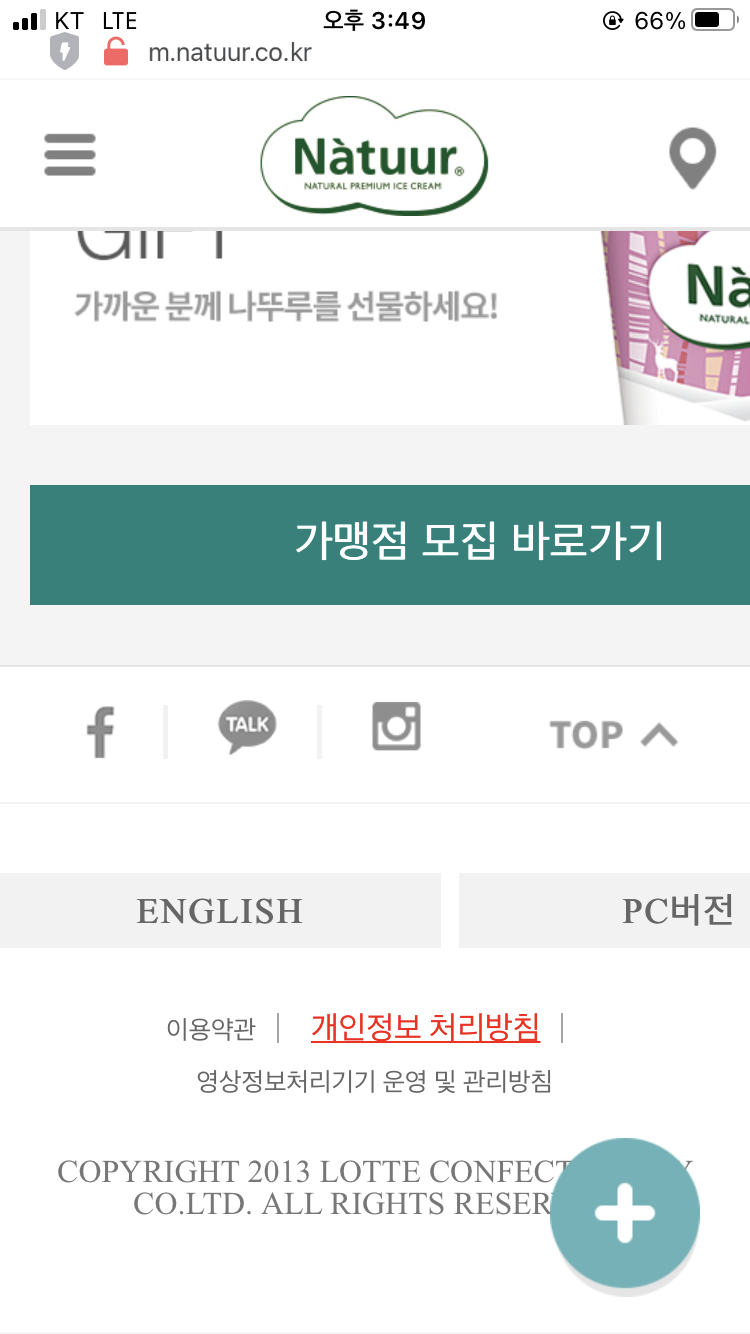 KT LTE 오후 3:49 66%
m.natuur.co.kr
Nàtuur®
NATURAL PREMIUM ICE CREAM
GIFT
가까운 분께 나뚜루를 선물하세요!
Nà
NATURAL
가맹점 모집 바로가기
TALK
TOP
ENGLISH PC버전
이용약관 개인정보 처리방침
영상정보처리기기 운영 및 관리방침
COPYRIGHT 2013 LOTTE
CO.LTD. ALL RIGHTS